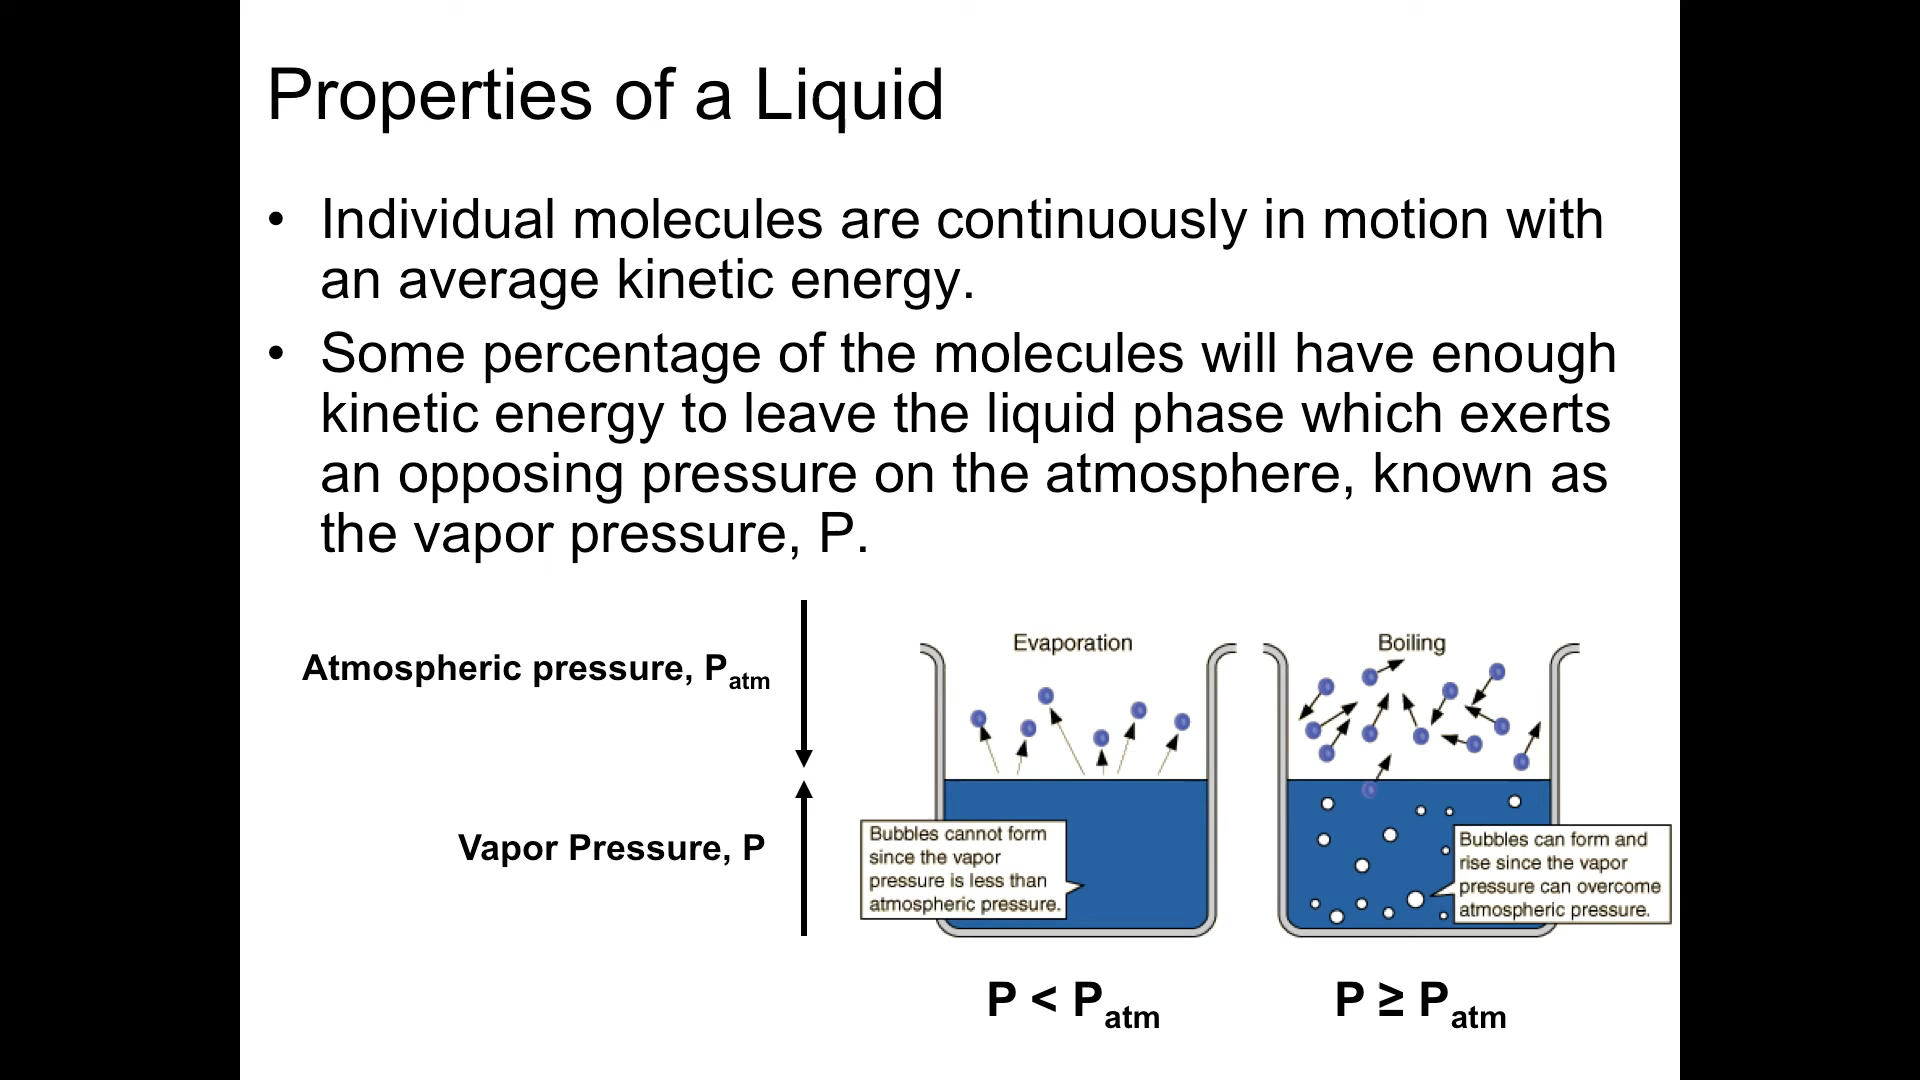 Properties of a Liquid
• Individual molecules are continuously in motion with
an average kinetic energy.
• Some percentage of the molecules will have enough
kinetic energy to leave the liquid phase which exerts
an opposing pressure on the atmosphere, known as
the vapor pressure, P.
Atmospheric pressure, Patm
Vapor Pressure, P
Evaporation
Bubbles cannot form
since the vapor
pressure is less than
atmospheric pressure.
P < Patm
Boiling
Bubbles can form and
rise since the vapor
pressure can overcome
atmospheric pressure.
P ≥ Patm